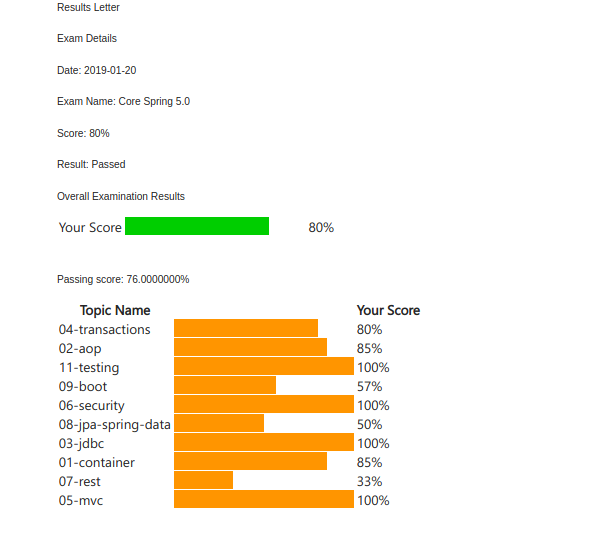 Results Letter
Exam Details
Date: 2019-01-20
Exam Name: Core Spring 5.0
Score: 80%
Result: Passed
Overall Examination Results
Your Score 80%
Passing score: 76.0000000%
Topic Name Your Score
04-transactions 80%
02-aop 85%
11-testing 100%
09-boot 57%
06-security 100%
08-jpa-spring-data 50%
03-jdbc 100%
01-container 85%
07-rest 33%
05-mvc 100%